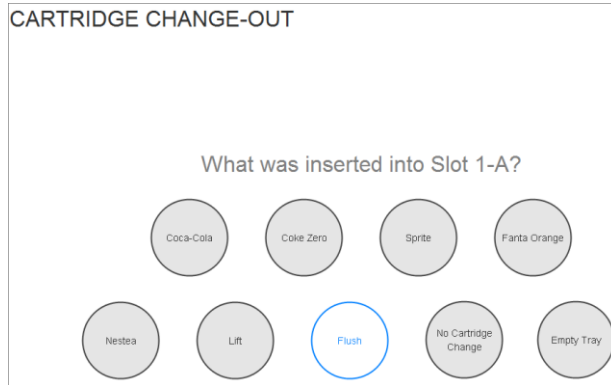 CARTRIDGE CHANGE-OUT
What was inserted into Slot 1-A?
Coca-Cola
Coke Zero
Sprite
Fanta Orange
Nestea
Lift
Flush
No Cartridge
Change
Empty Tray